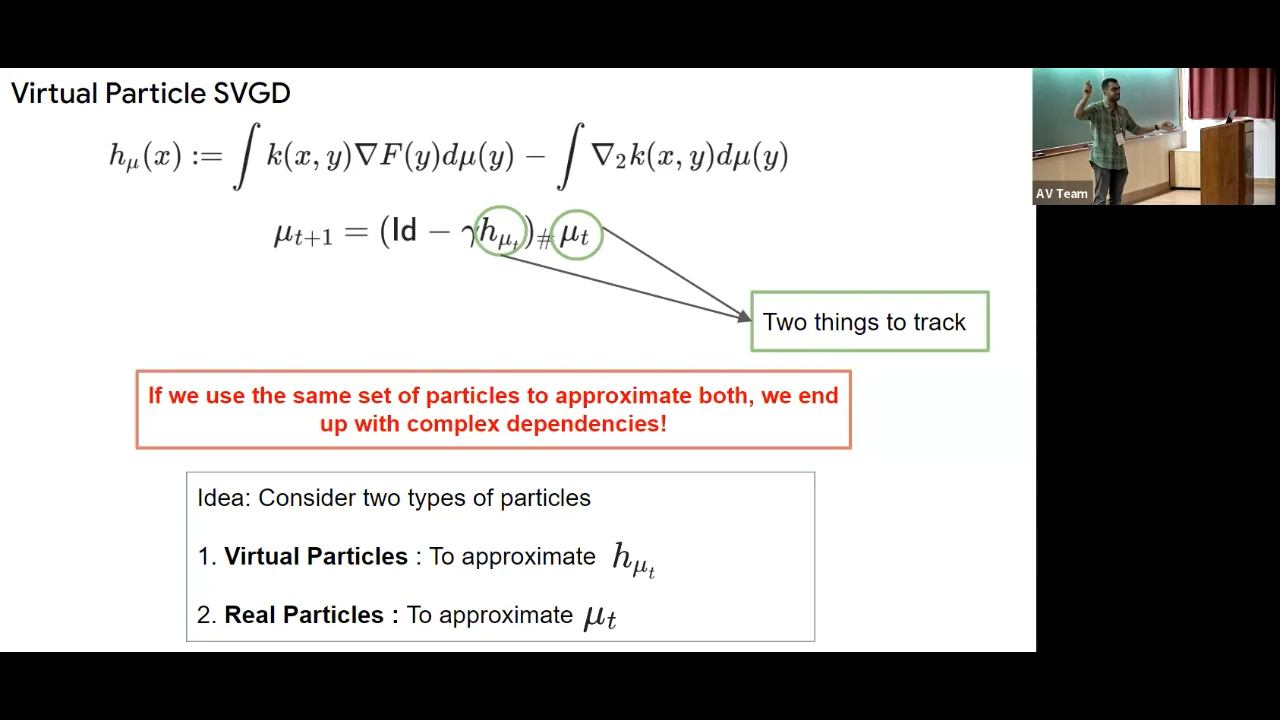 Virtual Particle SVGD
h_μ(x) := ∫ k(x, y)∇F(y)dμ(y) − ∫ ∇₂k(x, y)dμ(y)
μ_{t+1} = (Id − γh_{μ_t})_# μ_t
Two things to track
If we use the same set of particles to approximate both, we end
up with complex dependencies!
Idea: Consider two types of particles
1. Virtual Particles : To approximate h_{μ_t}
2. Real Particles : To approximate μ_t
AV Team